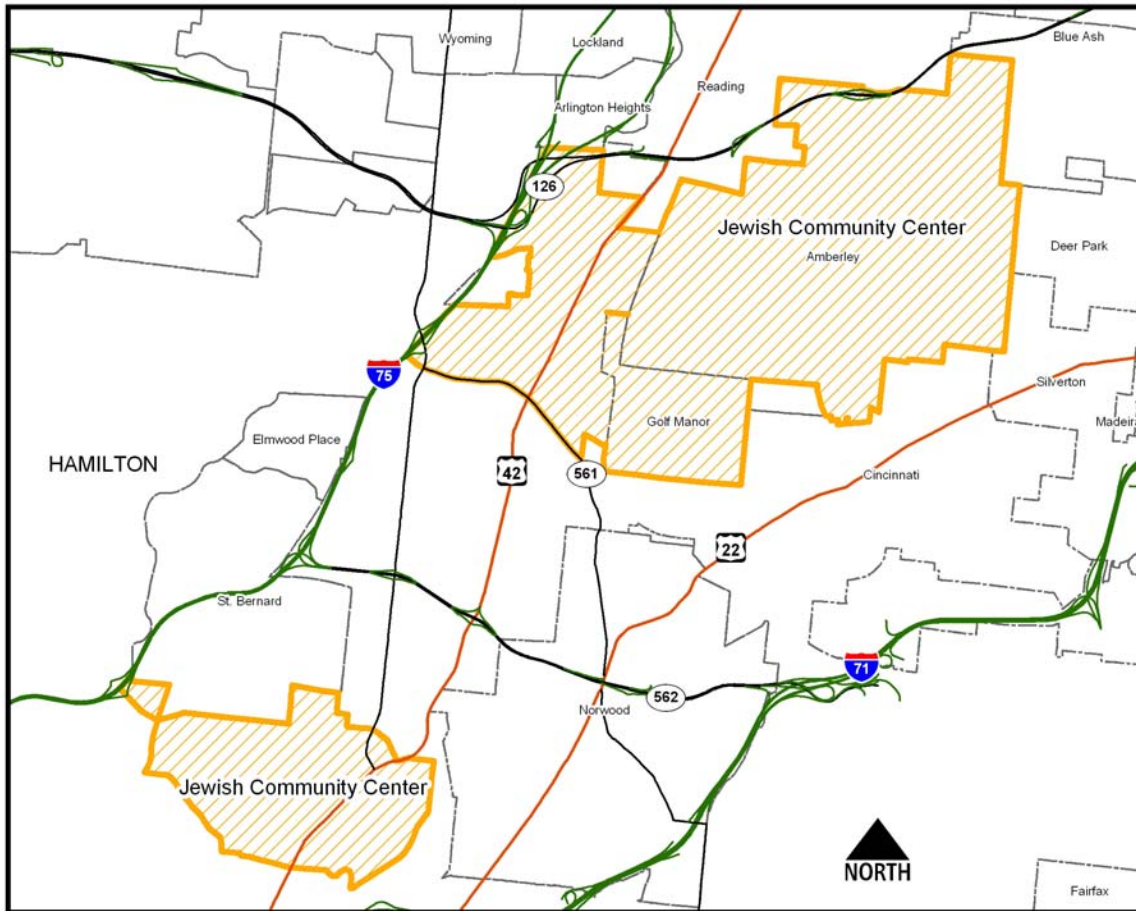 Wyoming
Lockland
Blue Ash
Reading
Arlington Heights
126
Jewish Community Center
Amberley
Deer Park
75
Silverton
Golf Manor
Madeira
Elmwood Place
HAMILTON
42
561
Cincinnati
22
St. Bernard
71
562
Norwood
Jewish Community Center
NORTH
Fairfax